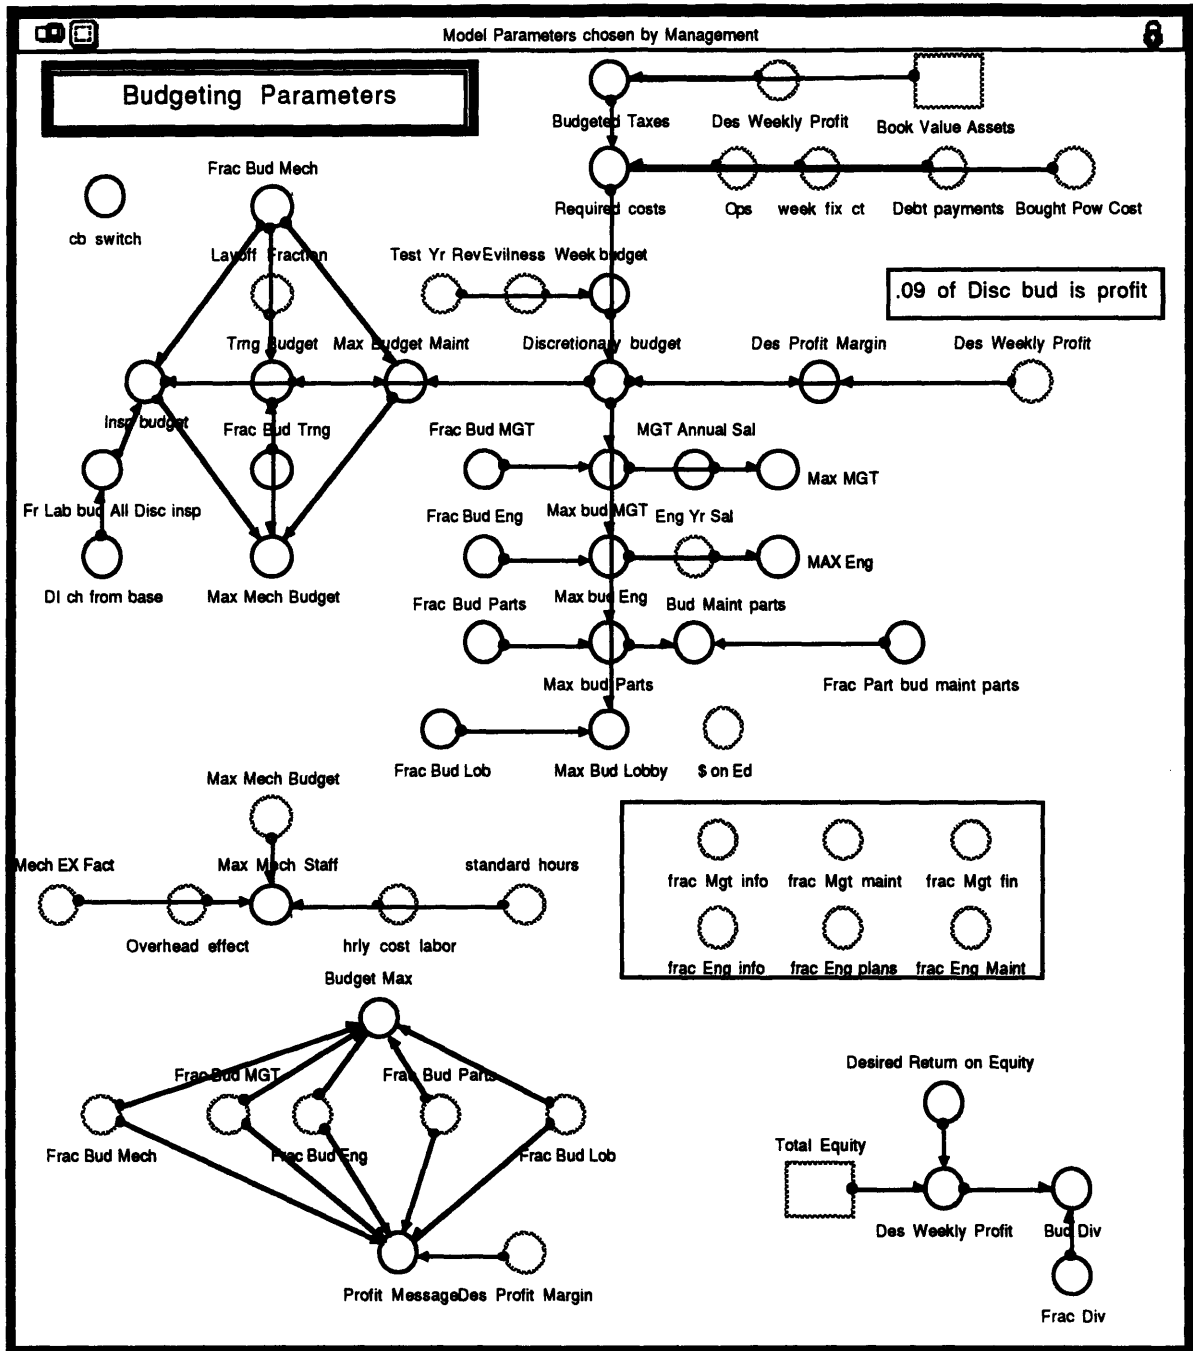 Model Parameters chosen by Management
Budgeting Parameters
Budgeted Taxes
Des Weekly Profit
Book Value Assets
Frac Bud Mech
cb switch
Required costs
Ops
week fix ct
Debt payments
Bought Pow Cost
Layoff Fraction
Test Yr Rev
Evilness
Week budget
.09 of Disc bud is profit
Trng Budget
Max Budget Maint
Discretionary budget
Des Profit Margin
Des Weekly Profit
Insp budget
Frac Bud Trng
Frac Bud MGT
MGT Annual Sal
Max MGT
Fr Lab bud All Disc insp
Max bud MGT
Frac Bud Eng
Eng Yr Sal
MAX Eng
DI ch from base
Max Mech Budget
Max bud Eng
Frac Bud Parts
Bud Maint parts
Max bud Parts
Frac Part bud maint parts
Frac Bud Lob
Max Bud Lobby
$ on Ed
Max Mech Budget
Mech EX Fact
Max Mech Staff
standard hours
Overhead effect
hrly cost labor
frac Mgt info
frac Mgt maint
frac Mgt fin
frac Eng info
frac Eng plans
frac Eng Maint
Budget Max
Frac Bud MGT
Frac Bud Parts
Frac Bud Mech
Frac Bud Eng
Frac Bud Lob
Desired Return on Equity
Total Equity
Des Weekly Profit
Bud Div
Profit Message
Des Profit Margin
Frac Div